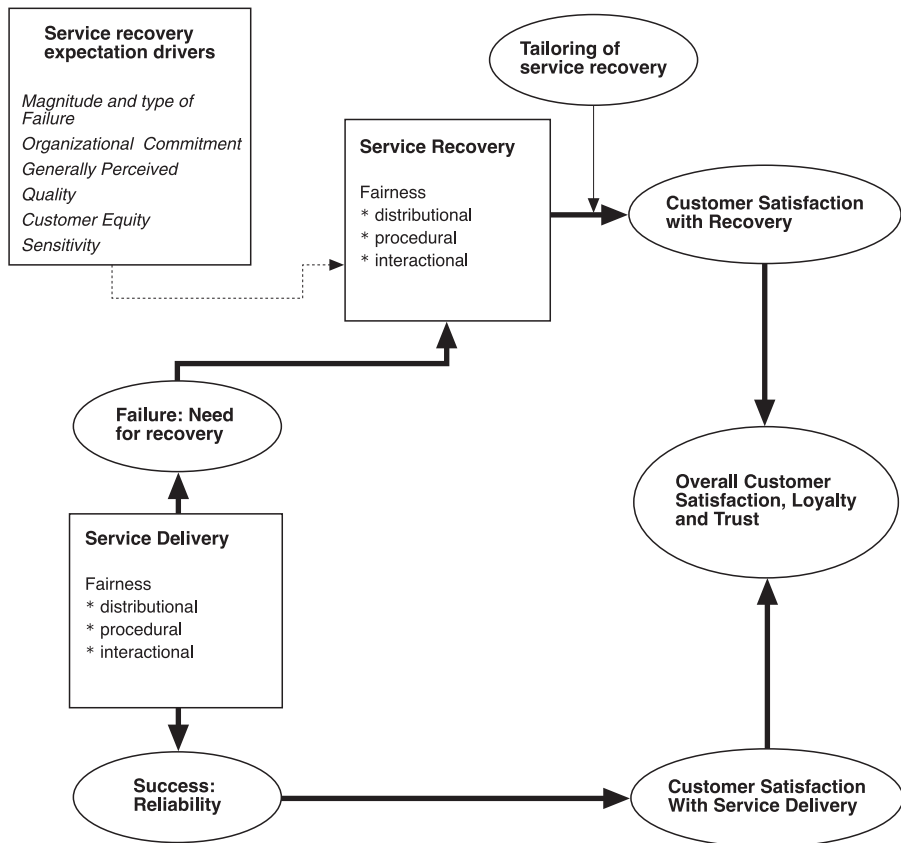 Service recovery
expectation drivers
Magnitude and type of
Failure
Organizational Commitment
Generally Perceived
Quality
Customer Equity
Sensitivity
Tailoring of
service recovery
Service Recovery
Fairness
* distributional
* procedural
* interactional
Customer Satisfaction
with Recovery
Failure: Need
for recovery
Overall Customer
Satisfaction, Loyalty
and Trust
Service Delivery
Fairness
* distributional
* procedural
* interactional
Success:
Reliability
Customer Satisfaction
With Service Delivery